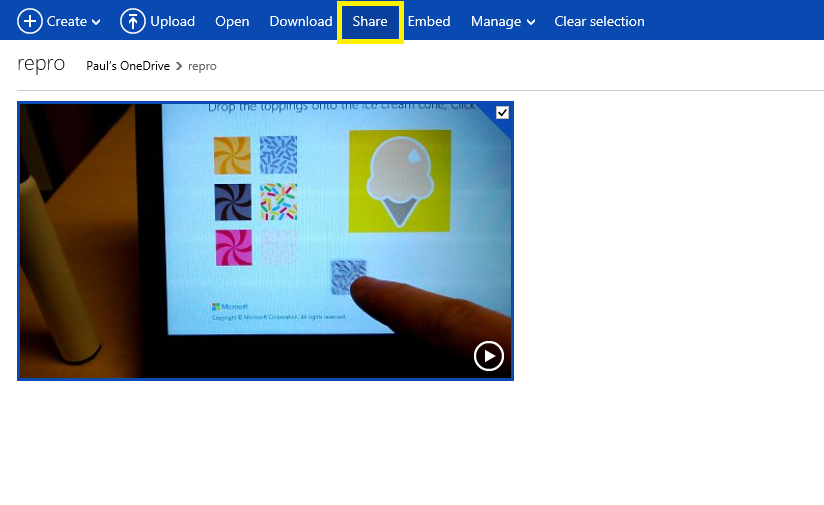 Create Upload Open Download Share Embed Manage Clear selection
repro Paul's OneDrive > repro
Drop the toppings onto the ice cream cone, Click
Microsoft
Copyright © Microsoft Corporation. All rights reserved.